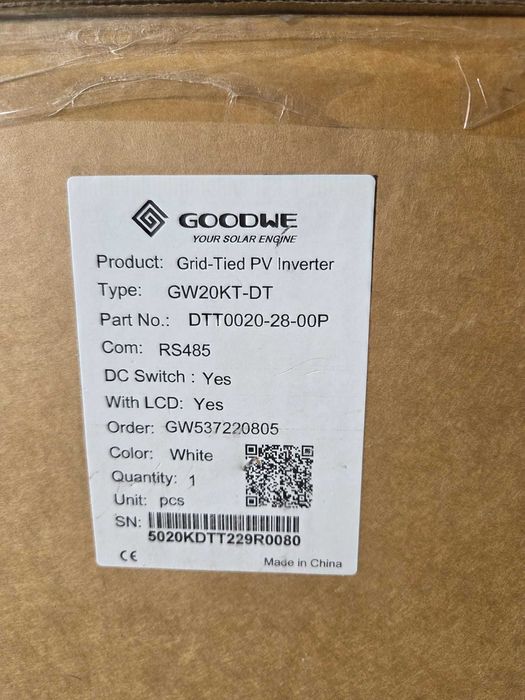 GOODWE
YOUR SOLAR ENGINE
Product: Grid-Tied PV Inverter
Type: GW20KT-DT
Part No.: DTT0020-28-00P
Com: RS485
DC Switch : Yes
With LCD: Yes
Order: GW537220805
Color: White
Quantity: 1
Unit: pcs
SN:
5020KDTT229R0080
CE
Made in China